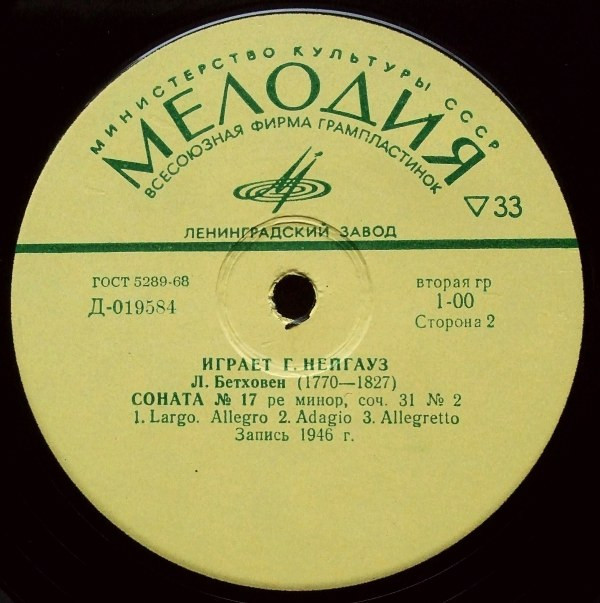 МИНИСТЕРСТВО КУЛЬТУРЫ СССР
МЕЛОДИЯ
ВСЕСОЮЗНАЯ ФИРМА ГРАМПЛАСТИНОК
▽33
ЛЕНИНГРАДСКИЙ ЗАВОД
ГОСТ 5289-68
Д-019584
вторая гр
1-00
Сторона 2
ИГРАЕТ Г. НЕЙГАУЗ
Л. Бетховен (1770—1827)
СОНАТА № 17 ре минор, соч. 31 № 2
1. Largo. Allegro 2. Adagio 3. Allegretto
Запись 1946 г.